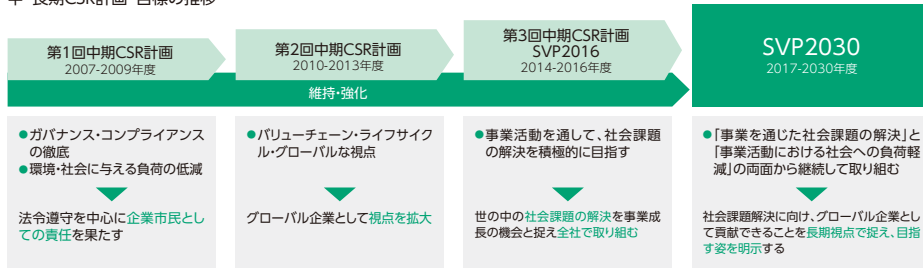 第1回中期CSR計画
2007-2009年度
第2回中期CSR計画
2010-2013年度
第3回中期CSR計画
SVP2016
2014-2016年度
SVP2030
2017-2030年度
維持・強化
●ガバナンス・コンプライアンス
の徹底
●環境・社会に与える負荷の低減
法令遵守を中心に企業市民とし
ての責任を果たす
●バリューチェーン・ライフサイク
ル・グローバルな視点
グローバル企業として視点を拡大
●事業活動を通して、社会課題
の解決を積極的に目指す
世の中の社会課題の解決を事業成
長の機会と捉え全社で取り組む
●「事業を通じた社会課題の解決」と
「事業活動における社会への負荷軽
減」の両面から継続して取り組む
社会課題解決に向け、グローバル企業とし
て貢献できることを長期視点で捉え、目指
す姿を明示する